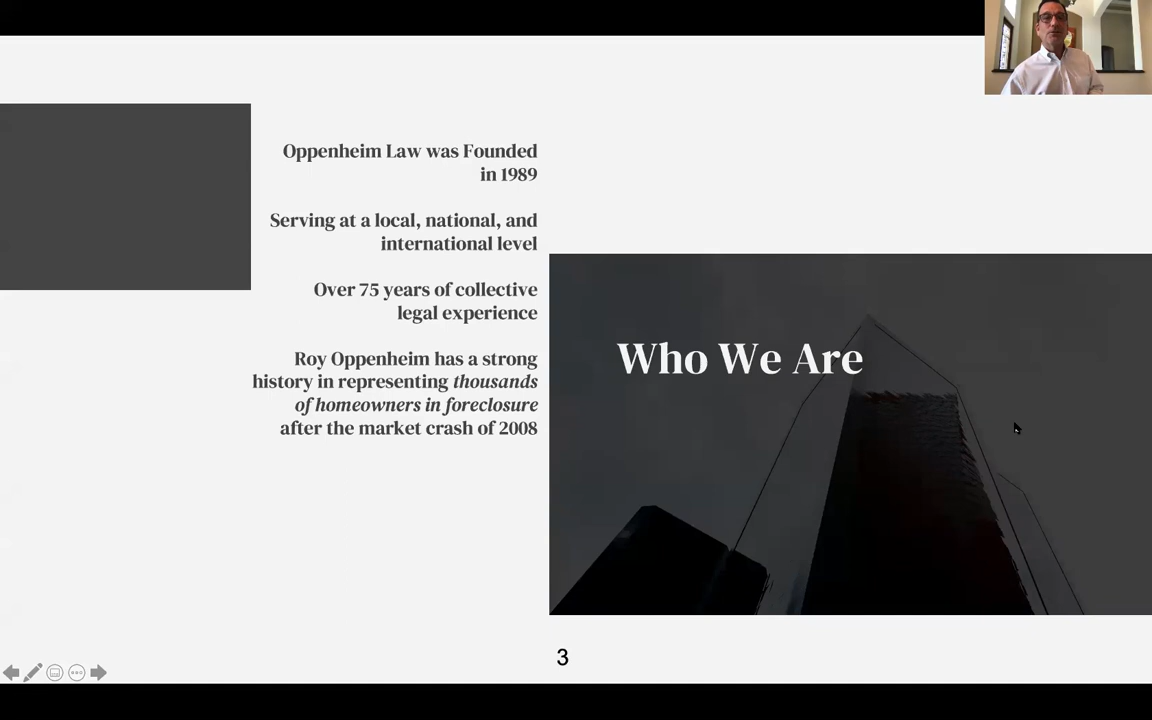 Oppenheim Law was Founded
in 1989
Serving at a local, national, and
international level
Over 75 years of collective
legal experience
Roy Oppenheim has a strong
history in representing thousands
of homeowners in foreclosure
after the market crash of 2008
Who We Are
3